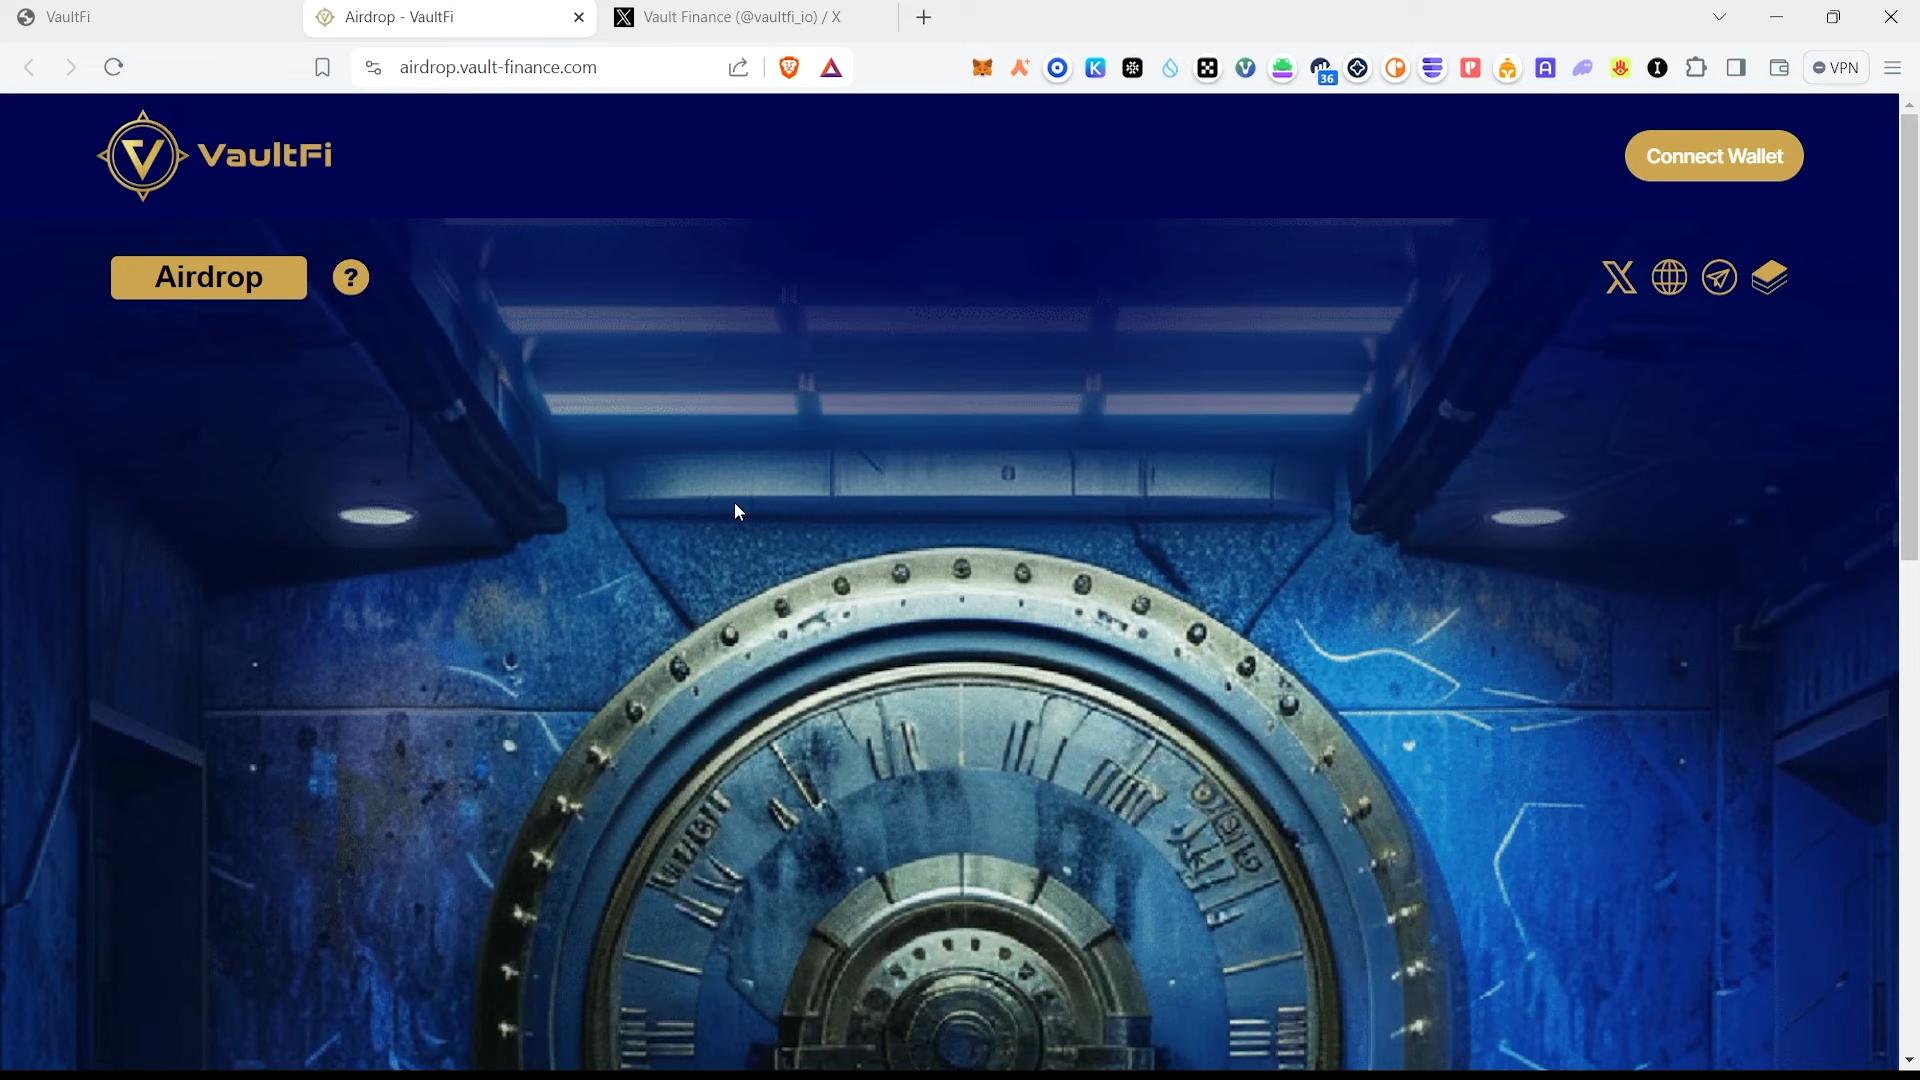 VaultFi
Airdrop - VaultFi
Vault Finance (@vaultfi_io) / X
airdrop.vault-finance.com
36
VPN
VaultFi
Connect Wallet
Airdrop
?